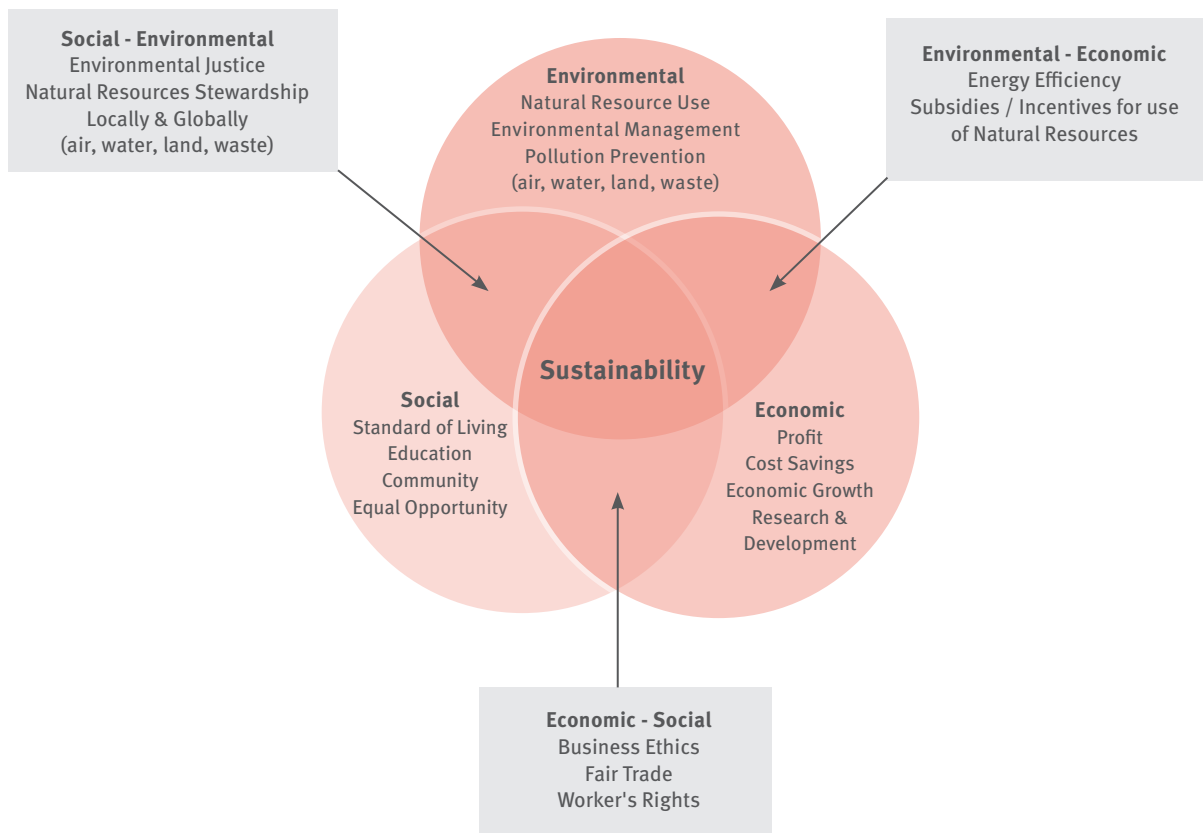 Social - Environmental
Environmental Justice
Natural Resources Stewardship
Locally & Globally
(air, water, land, waste)
Environmental
Natural Resource Use
Environmental Management
Pollution Prevention
(air, water, land, waste)
Environmental - Economic
Energy Efficiency
Subsidies / Incentives for use
of Natural Resources
Sustainability
Social
Standard of Living
Education
Community
Equal Opportunity
Economic
Profit
Cost Savings
Economic Growth
Research &
Development
Economic - Social
Business Ethics
Fair Trade
Worker's Rights